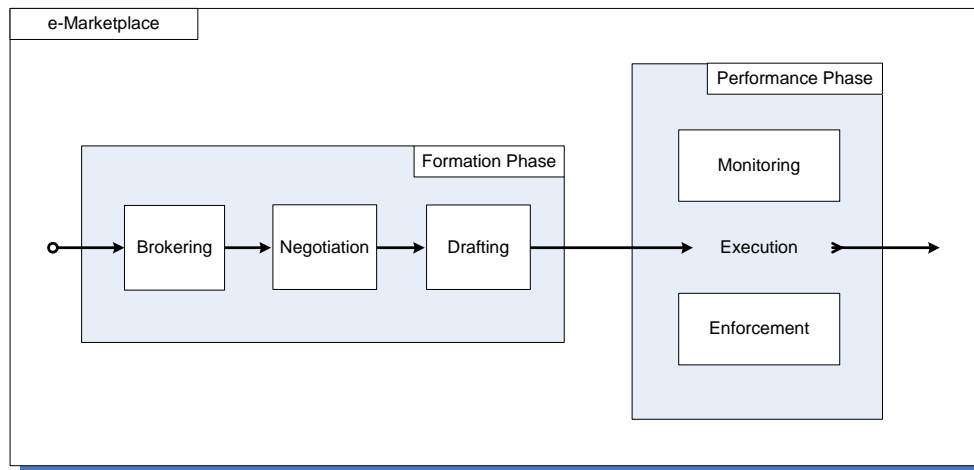 e-Marketplace
Performance Phase
Monitoring
Formation Phase
Brokering
Negotiation
Drafting
Execution
Enforcement